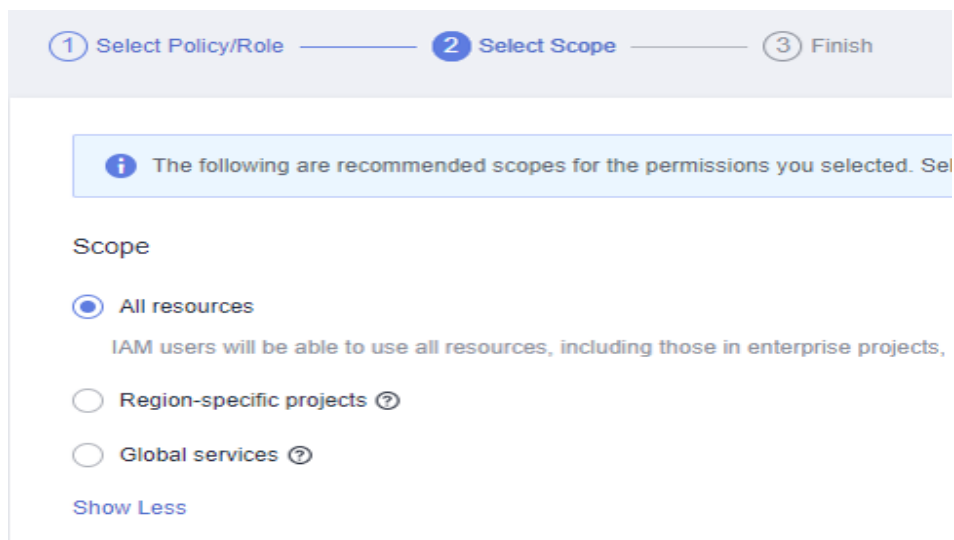 1 Select Policy/Role 2 Select Scope 3 Finish
i The following are recommended scopes for the permissions you selected. Sel
Scope
All resources
IAM users will be able to use all resources, including those in enterprise projects,
Region-specific projects ?
Global services ?
Show Less